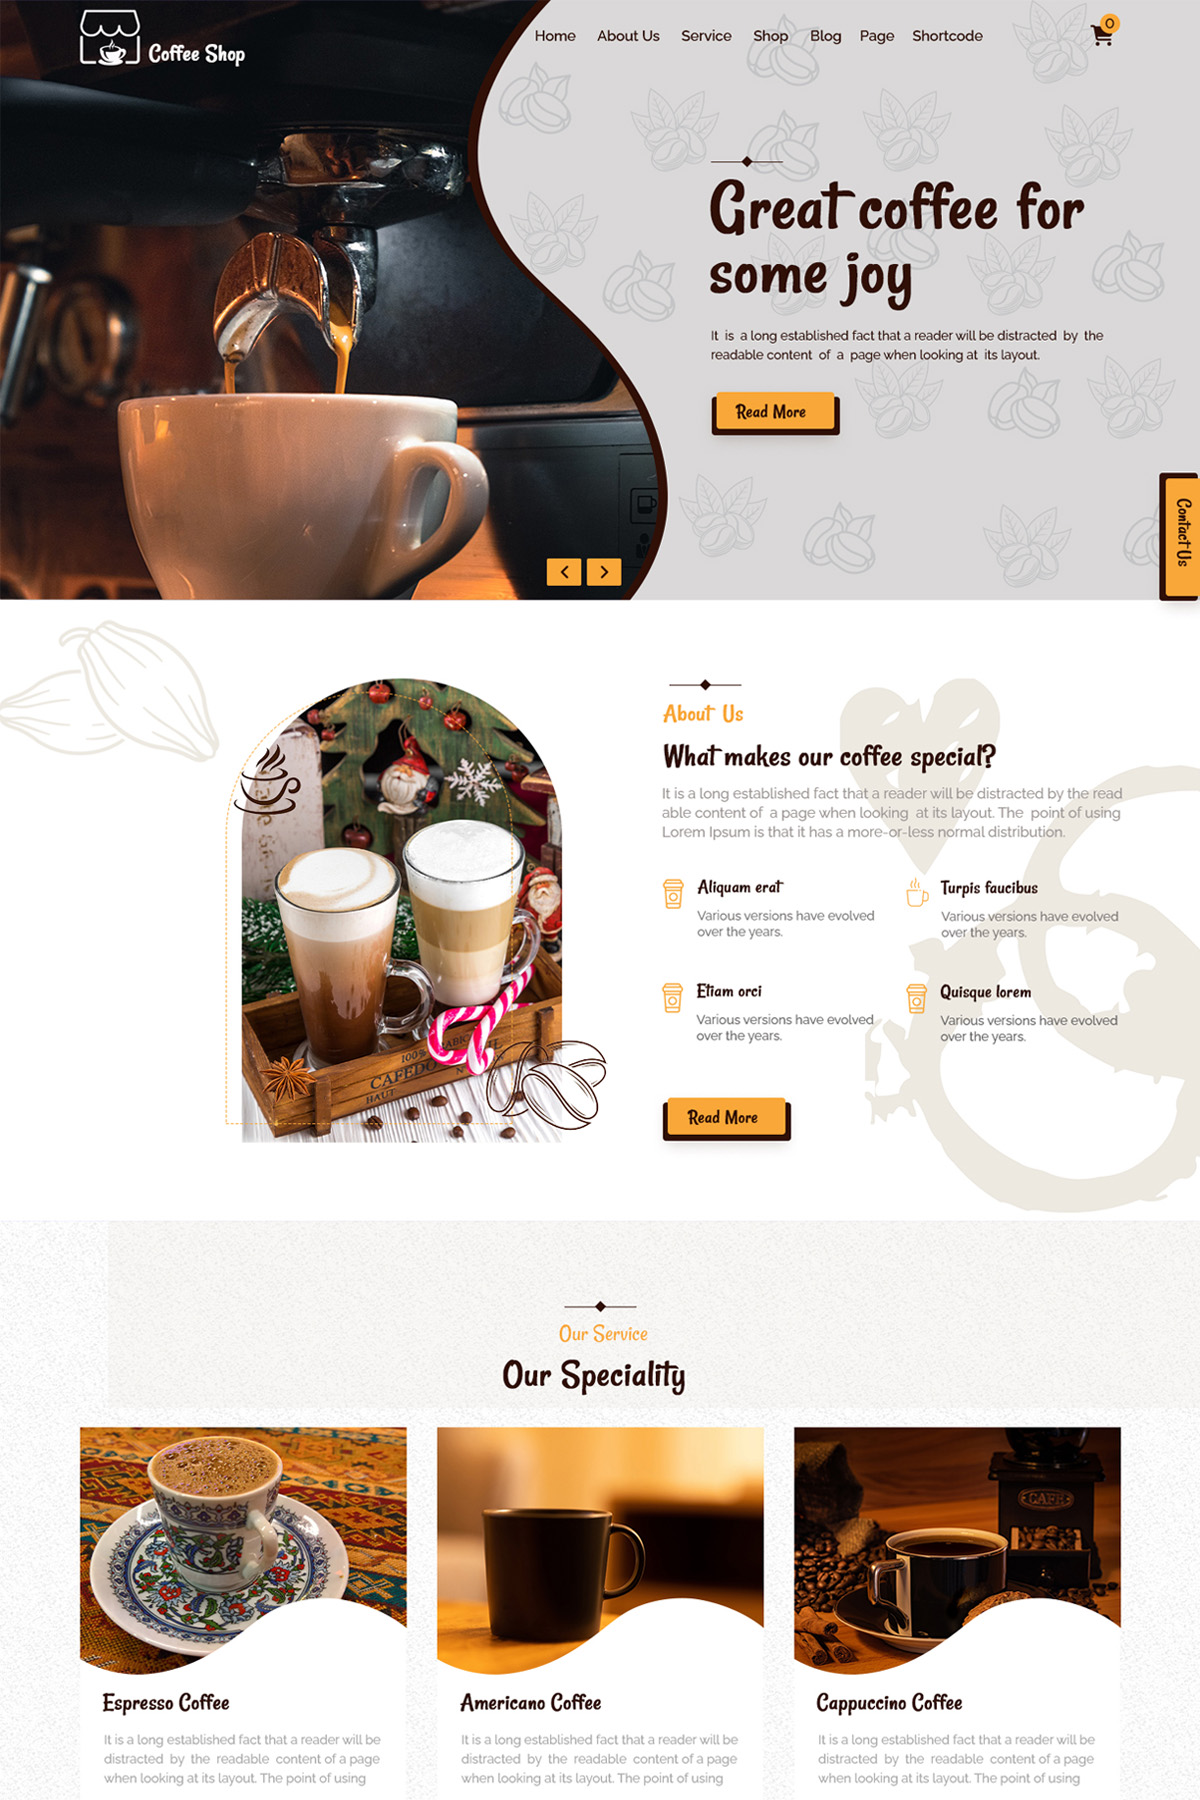 Coffee Shop
Home About Us Service Shop Blog Page Shortcode
0
Great coffee for
some joy
It is a long established fact that a reader will be distracted by the
readable content of a page when looking at its layout.
Read More
Contact Us
About Us
What makes our coffee special?
It is a long established fact that a reader will be distracted by the read
able content of a page when looking at its layout. The point of using
Lorem Ipsum is that it has a more-or-less normal distribution.
Aliquam erat
Various versions have evolved
over the years.
Turpis faucibus
Various versions have evolved
over the years.
Etiam orci
Various versions have evolved
over the years.
Quisque lorem
Various versions have evolved
over the years.
100%
CAFEDO
HAUT
Read More
Our Service
Our Speciality
CAFE
Espresso Coffee
It is a long established fact that a reader will be
distracted by the readable content of a page
when looking at its layout. The point of using
Americano Coffee
It is a long established fact that a reader will be
distracted by the readable content of a page
when looking at its layout. The point of using
Cappuccino Coffee
It is a long established fact that a reader will be
distracted by the readable content of a page
when looking at its layout. The point of using